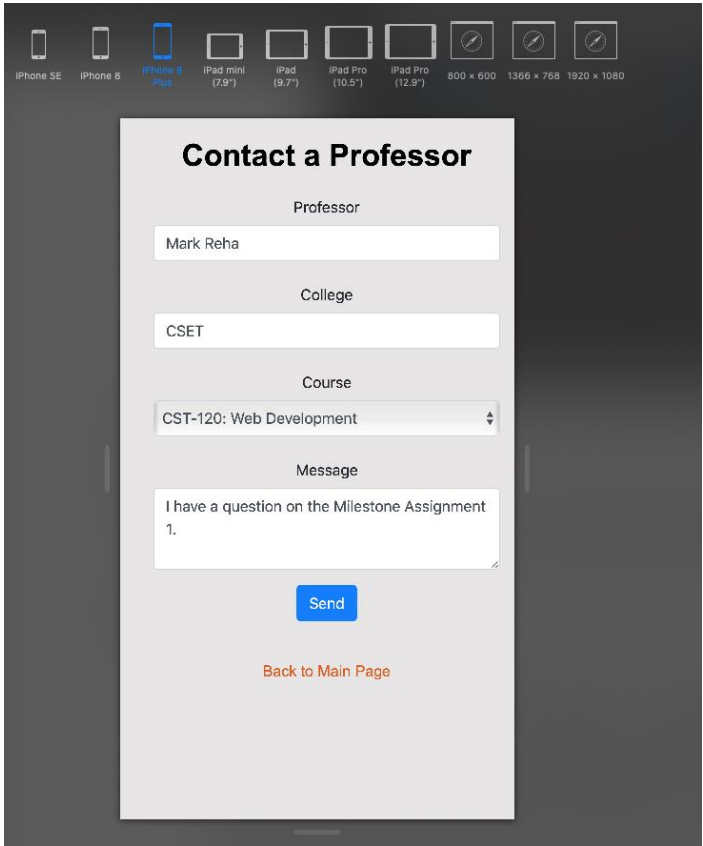 iPhone SE
iPhone 8
iPhone 8
Plus
iPad mini
(7.9")
iPad
(9.7")
iPad Pro
(10.5")
iPad Pro
(12.9")
800 × 600
1366 × 768
1920 × 1080
Contact a Professor
Professor
Mark Reha
College
CSET
Course
CST-120: Web Development
Message
I have a question on the Milestone Assignment
1.
Send
Back to Main Page